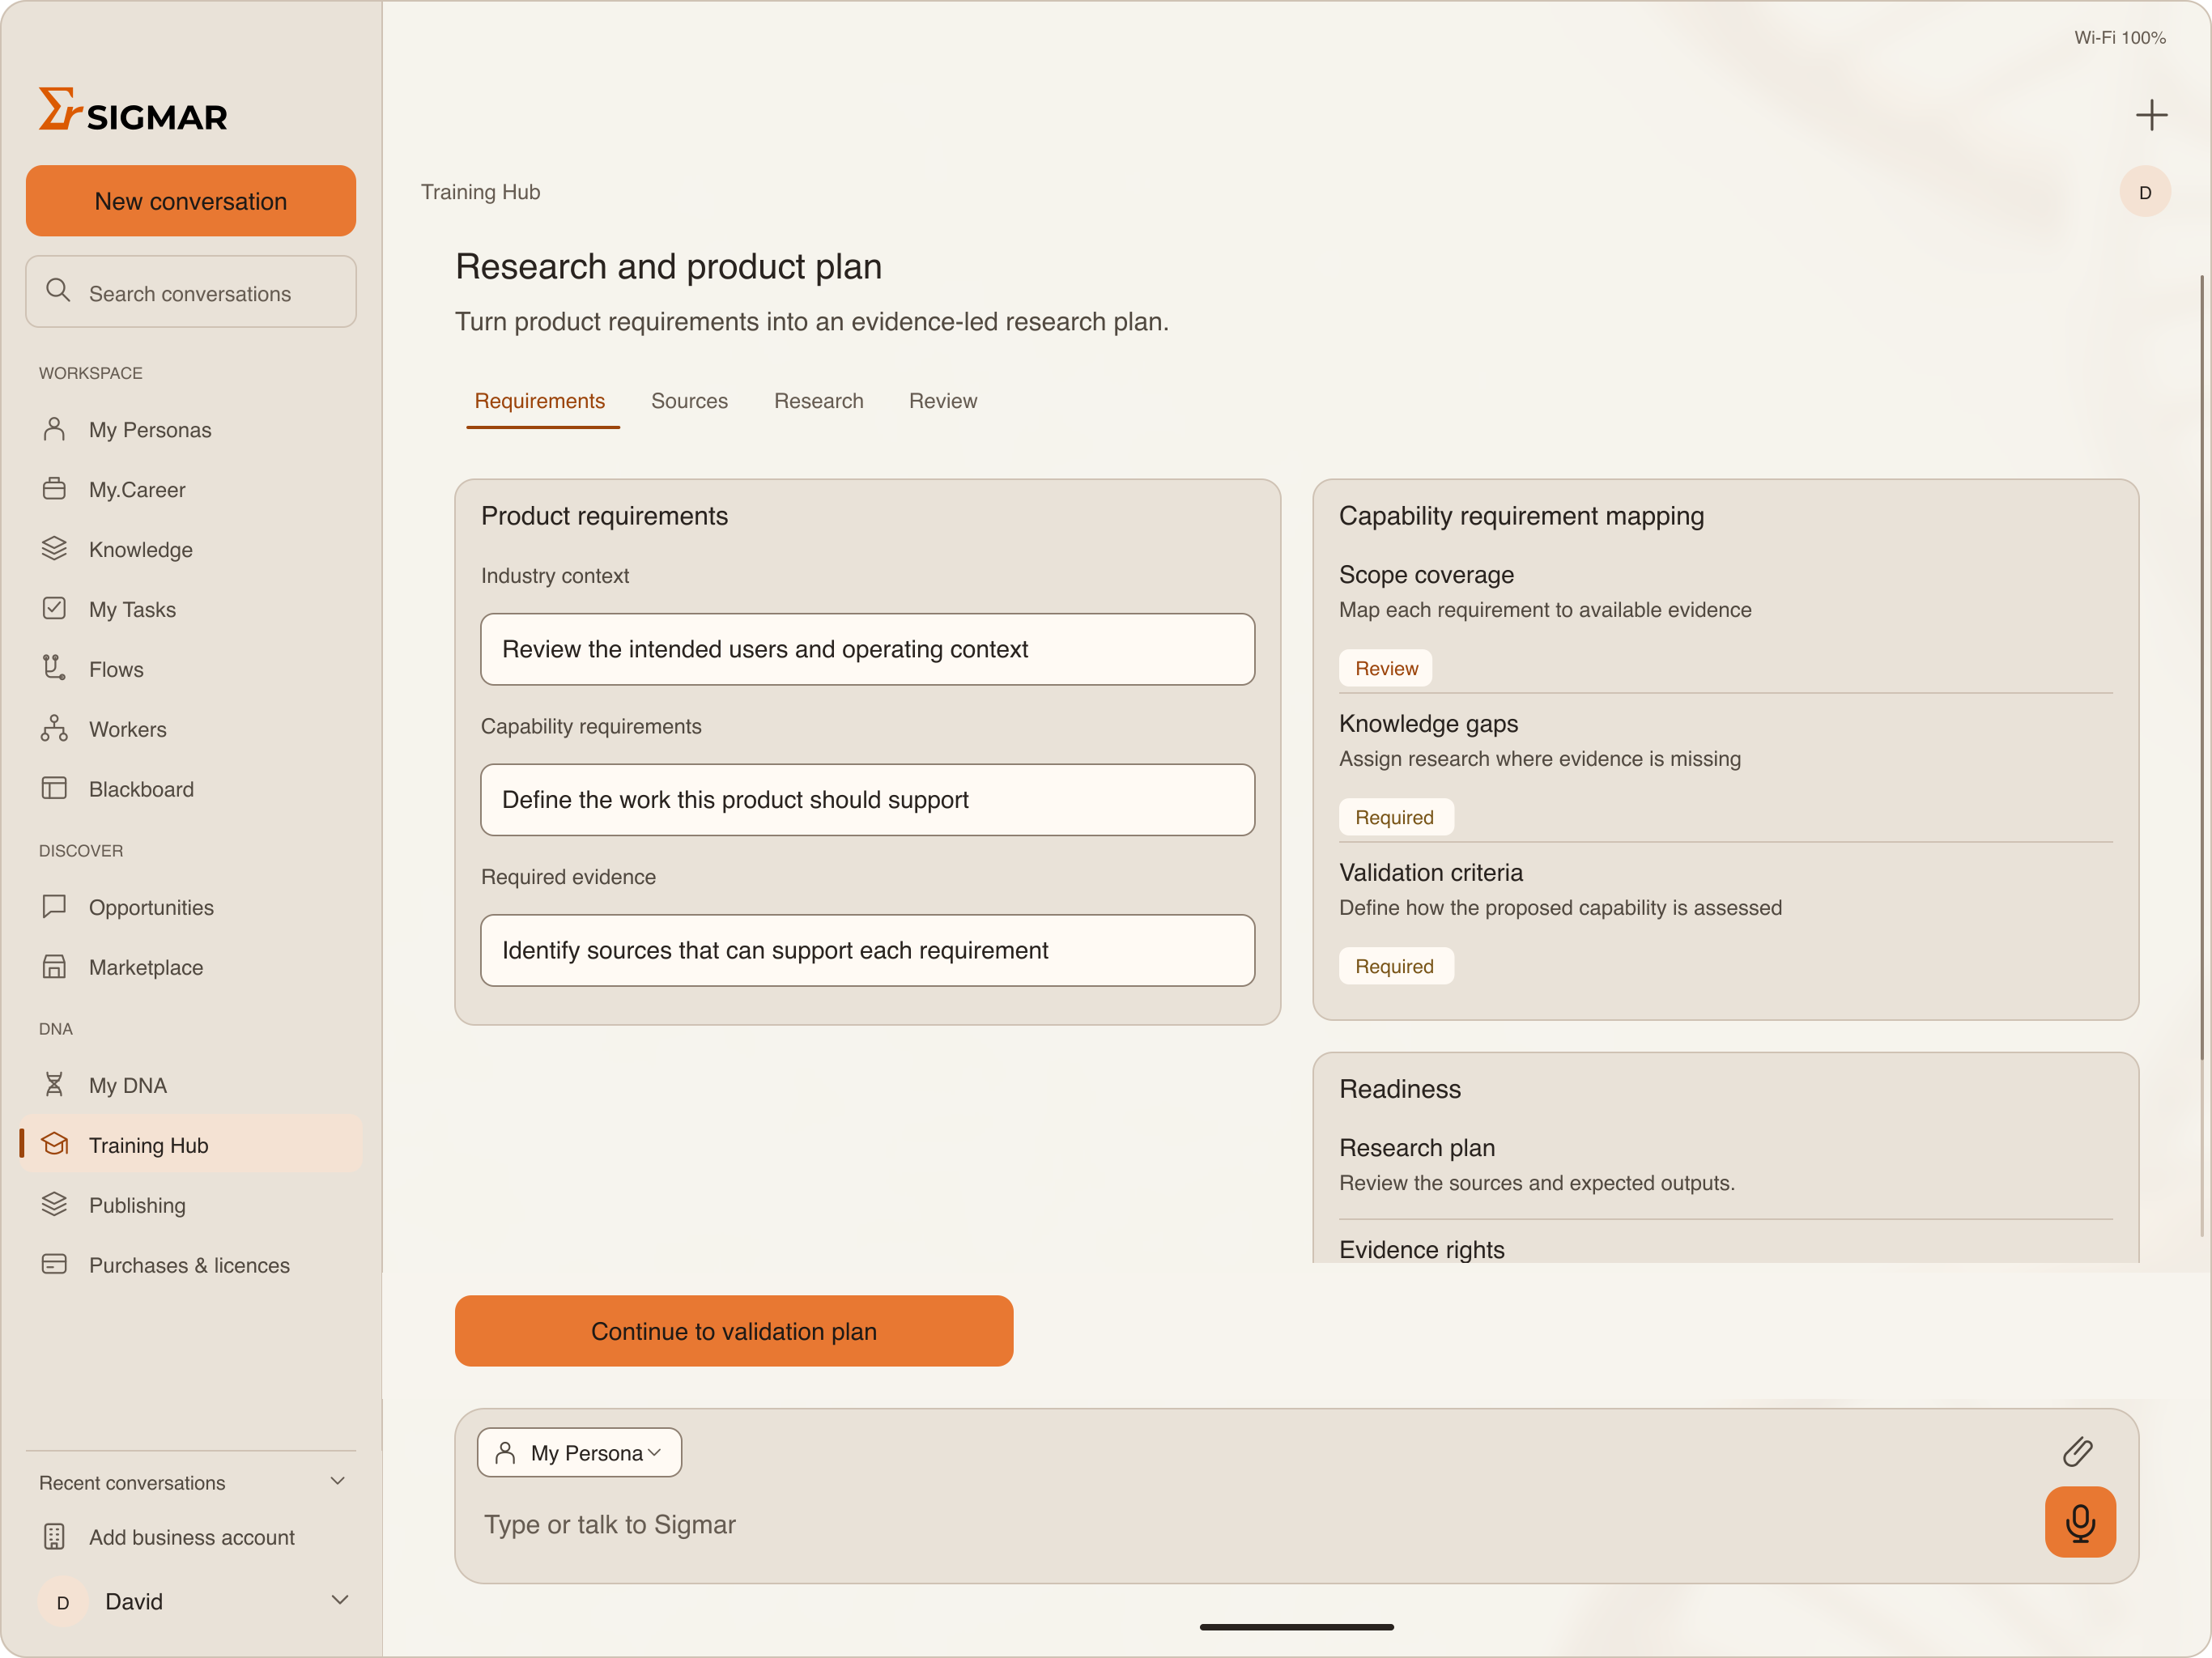 SIGMAR
New conversation
Search conversations
WORKSPACE
My Personas
My.Career
Knowledge
My Tasks
Flows
Workers
Blackboard
DISCOVER
Opportunities
Marketplace
DNA
My DNA
Training Hub
Publishing
Purchases & licences
Recent conversations
Add business account
D
David
Wi-Fi 100%
Training Hub
D
Research and product plan
Turn product requirements into an evidence-led research plan.
Requirements
Sources
Research
Review
Product requirements
Industry context
Review the intended users and operating context
Capability requirements
Define the work this product should support
Required evidence
Identify sources that can support each requirement
Capability requirement mapping
Scope coverage
Map each requirement to available evidence
Review
Knowledge gaps
Assign research where evidence is missing
Required
Validation criteria
Define how the proposed capability is assessed
Required
Readiness
Research plan
Review the sources and expected outputs.
Evidence rights
Continue to validation plan
My Persona
Type or talk to Sigmar